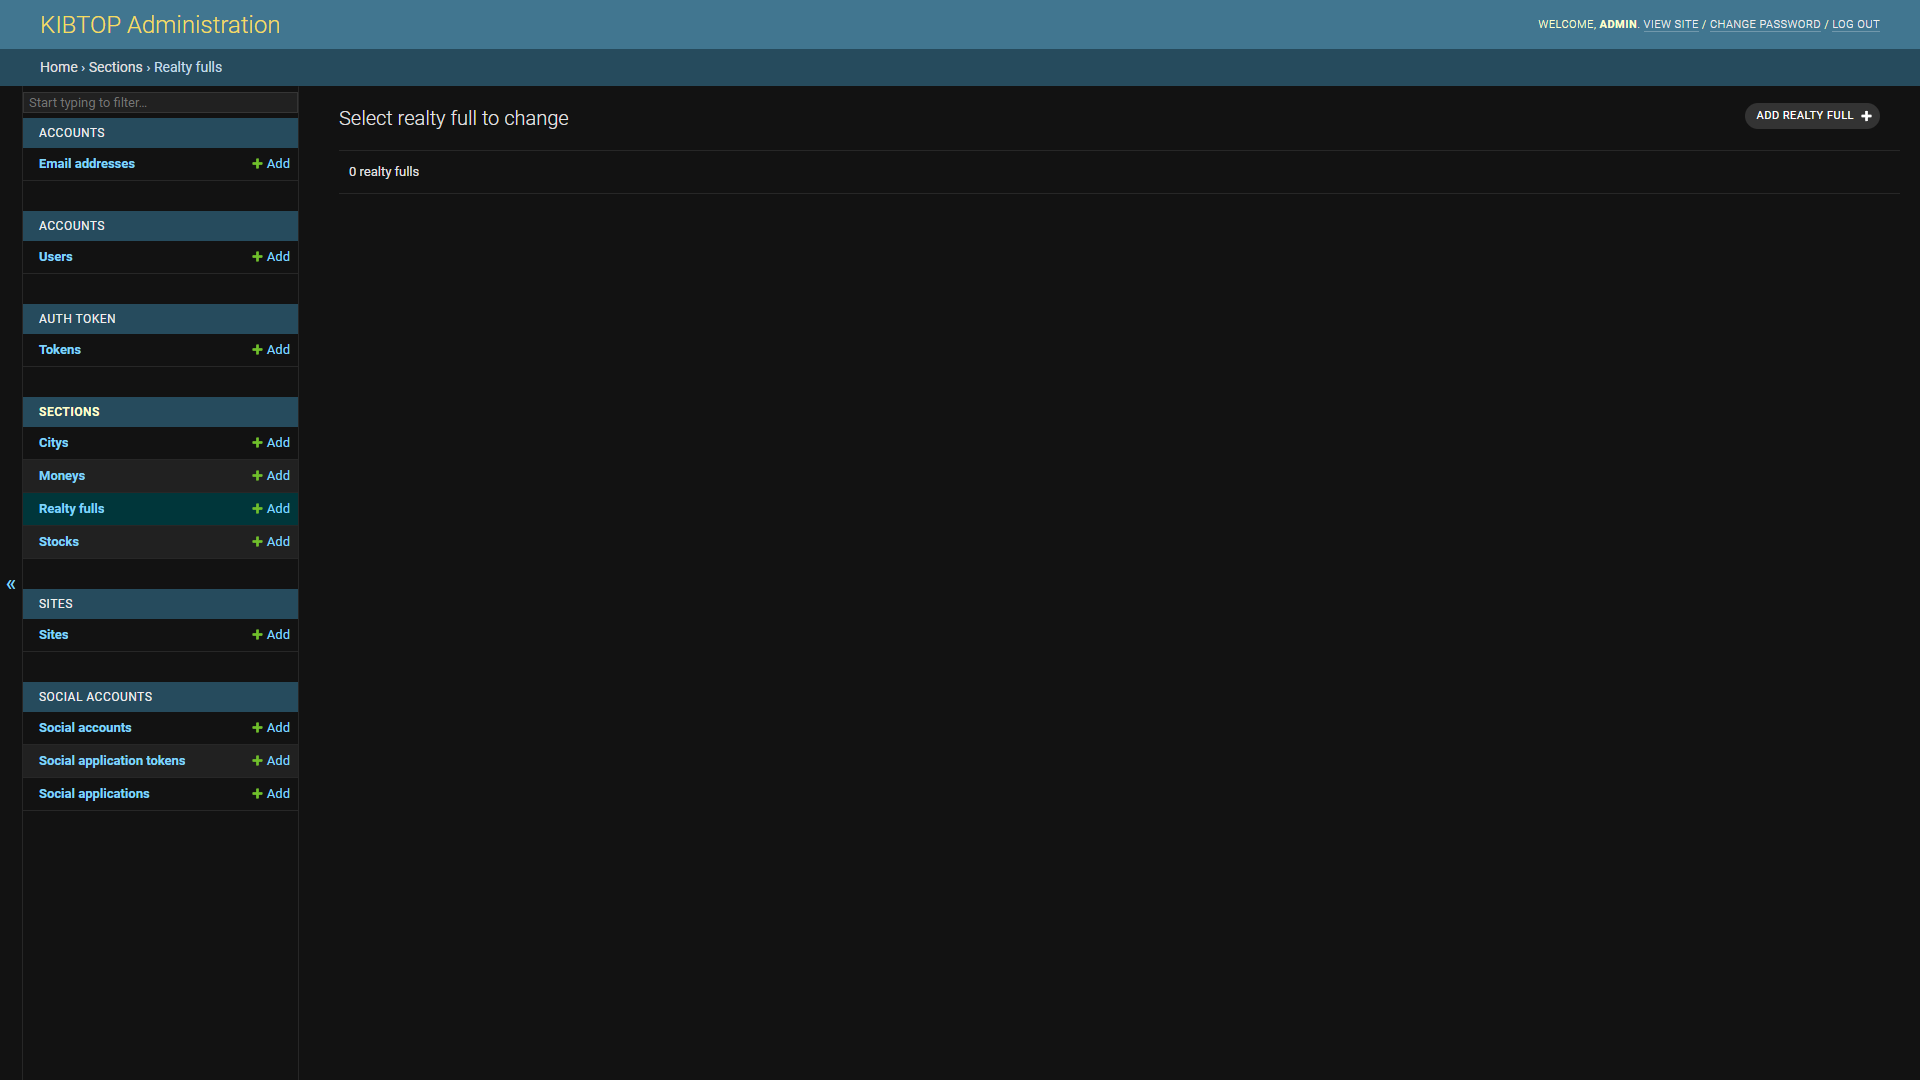 KIBTOP Administration
WELCOME, ADMIN. VIEW SITE / CHANGE PASSWORD / LOG OUT
Home › Sections › Realty fulls
Start typing to filter...
ACCOUNTS
Email addresses + Add
ACCOUNTS
Users + Add
AUTH TOKEN
Tokens + Add
SECTIONS
Citys + Add
Moneys + Add
Realty fulls + Add
Stocks + Add
«
SITES
Sites + Add
SOCIAL ACCOUNTS
Social accounts + Add
Social application tokens + Add
Social applications + Add
Select realty full to change
ADD REALTY FULL +
0 realty fulls